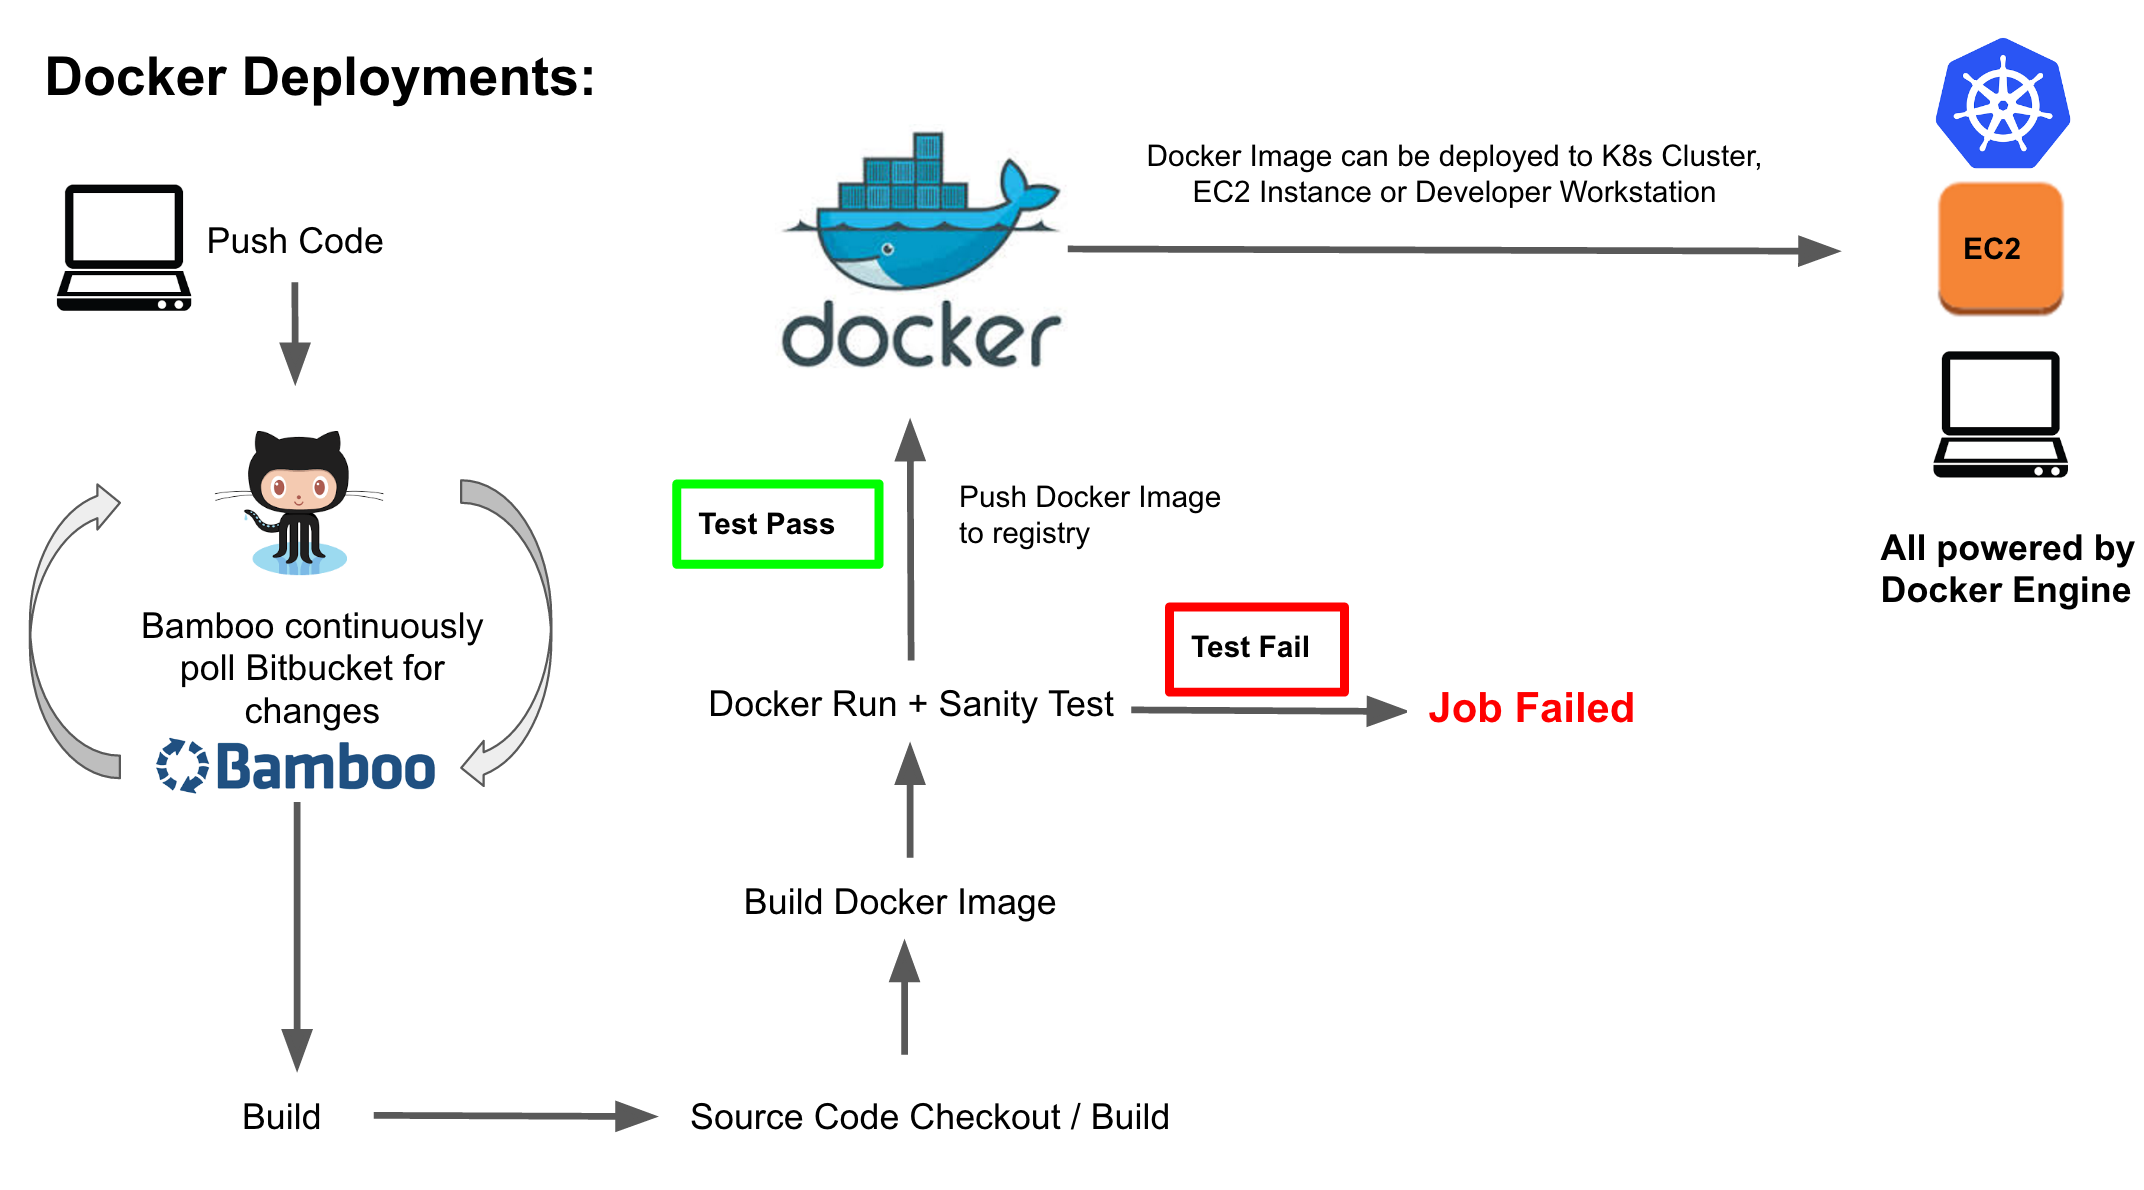 Docker Deployments:
Push Code
Bamboo continuously
poll Bitbucket for
changes
Bamboo
Build
Source Code Checkout / Build
Build Docker Image
Docker Run + Sanity Test
Test Fail
Job Failed
Test Pass
Push Docker Image
to registry
docker
Docker Image can be deployed to K8s Cluster,
EC2 Instance or Developer Workstation
EC2
All powered by
Docker Engine